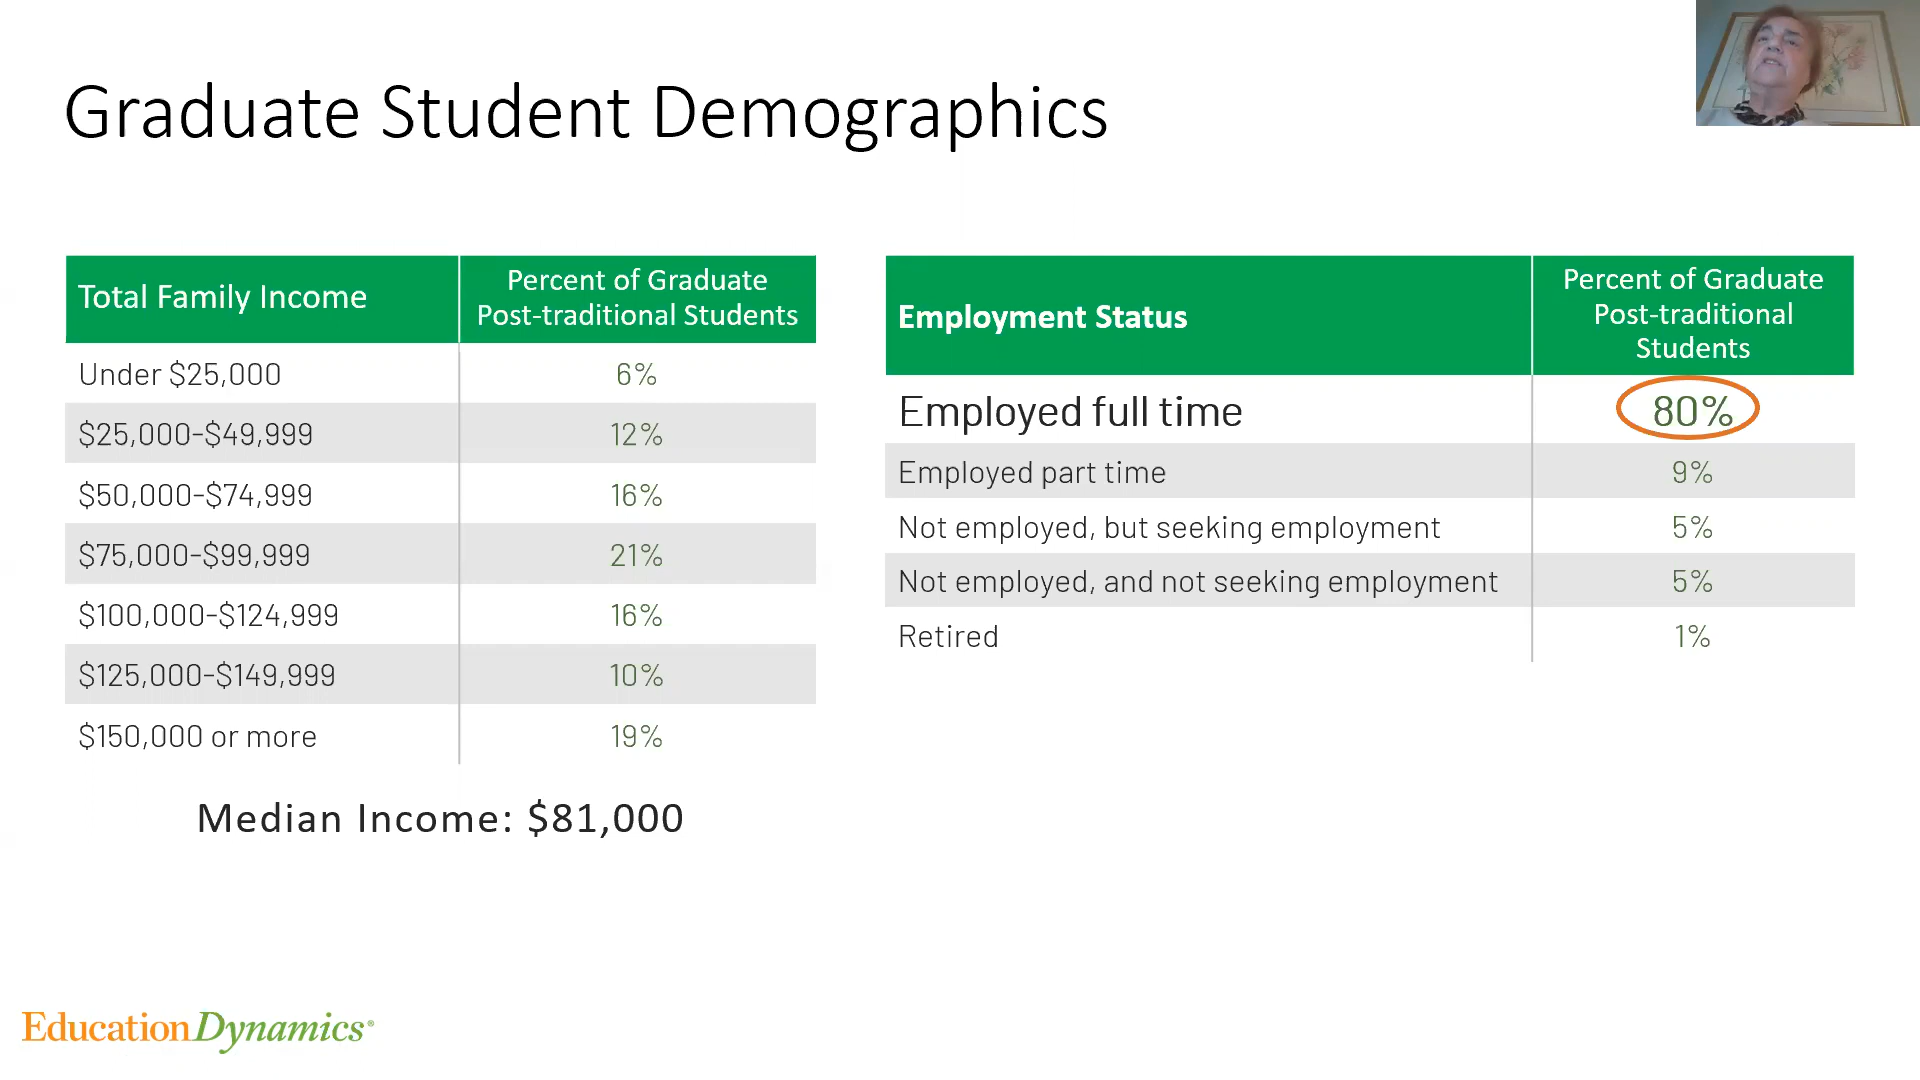 Graduate Student Demographics
Total Family Income
Percent of Graduate
Post-traditional Students
Under $25,000 6%
$25,000-$49,999 12%
$50,000-$74,999 16%
$75,000-$99,999 21%
$100,000-$124,999 16%
$125,000-$149,999 10%
$150,000 or more 19%
Median Income: $81,000
Employment Status
Percent of Graduate
Post-traditional
Students
Employed full time 80%
Employed part time 9%
Not employed, but seeking employment 5%
Not employed, and not seeking employment 5%
Retired 1%
EducationDynamics®